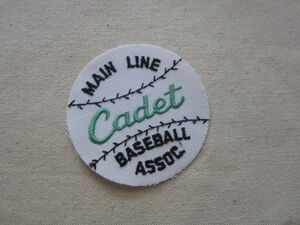 MAIN LINE
Cadet
BASEBALL
ASSOC.